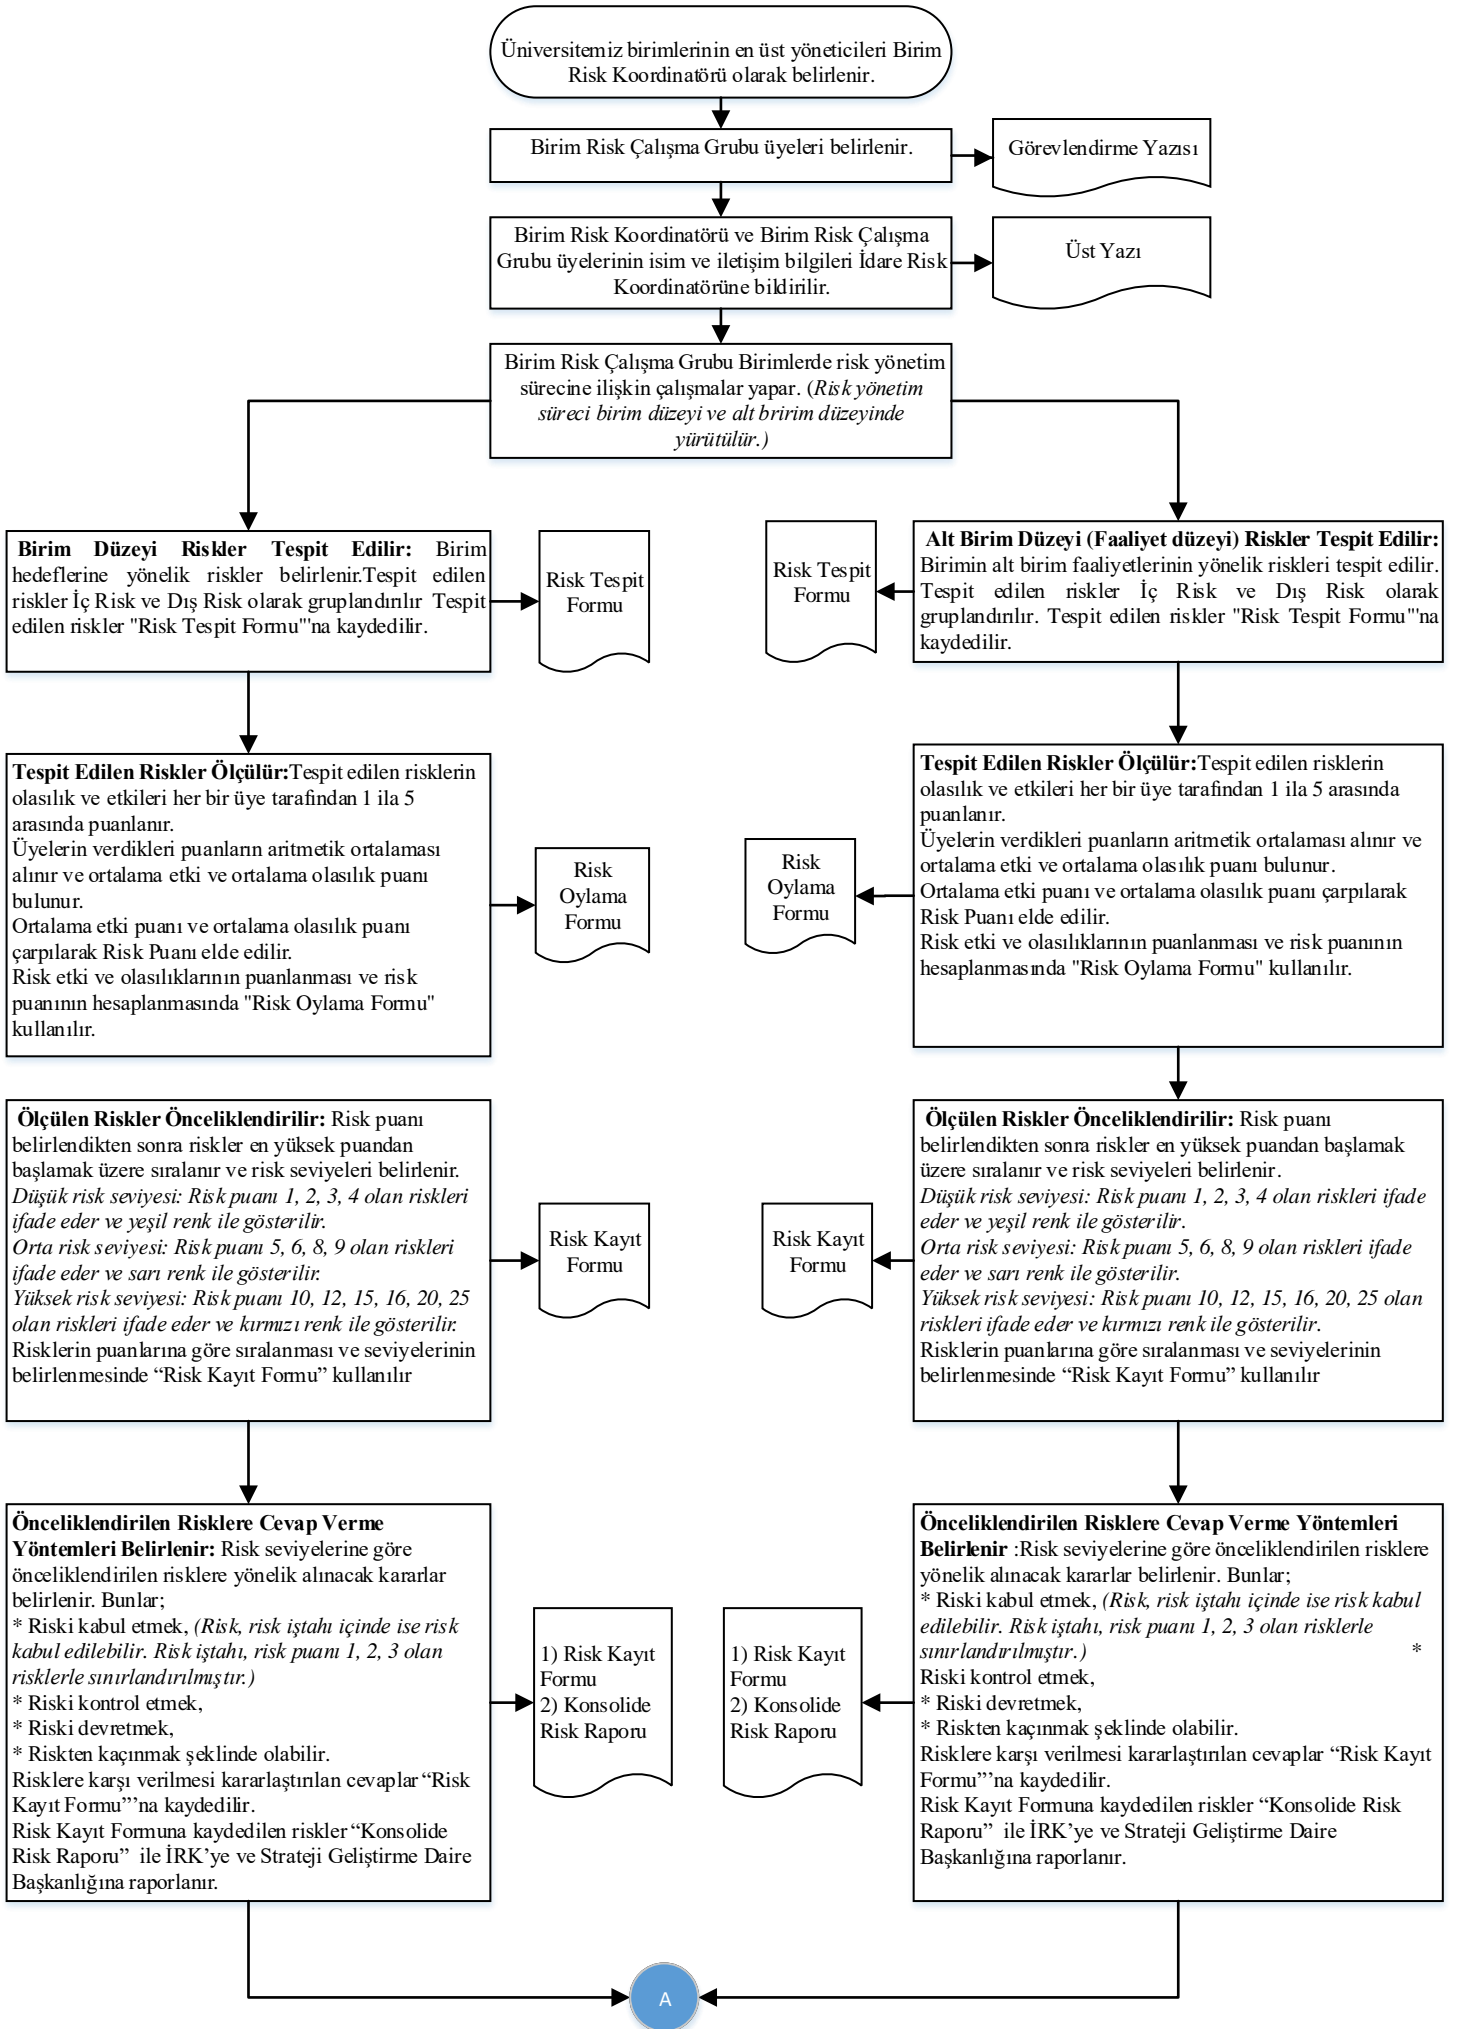 Üniversitemiz birimlerinin en üst yöneticileri Birim
Risk Koordinatörü olarak belirlenir.
Birim Risk Çalışma Grubu üyeleri belirlenir.
Görevlendirme Yazısı
Birim Risk Koordinatörü ve Birim Risk Çalışma
Grubu üyelerinin isim ve iletişim bilgileri İdare Risk
Koordinatörüne bildirilir.
Üst Yazı
Birim Risk Çalışma Grubu Birimlerde risk yönetim
sürecine ilişkin çalışmalar yapar. (Risk yönetim
süreci birim düzeyi ve alt bririm düzeyinde
yürütülür.)
Birim Düzeyi Riskler Tespit Edilir: Birim
hedeflerine yönelik riskler belirlenir.Tespit edilen
riskler İç Risk ve Dış Risk olarak gruplandırılır Tespit
edilen riskler "Risk Tespit Formu"'na kaydedilir.
Risk Tespit
Formu
Risk Tespit
Formu
Alt Birim Düzeyi (Faaliyet düzeyi) Riskler Tespit Edilir:
Birimin alt birim faaliyetlerinin yönelik riskleri tespit edilir.
Tespit edilen riskler İç Risk ve Dış Risk olarak
gruplandırılır. Tespit edilen riskler "Risk Tespit Formu"'na
kaydedilir.
Tespit Edilen Riskler Ölçülür:Tespit edilen risklerin
olasılık ve etkileri her bir üye tarafından 1 ila 5
arasında puanlanır.
Üyelerin verdikleri puanların aritmetik ortalaması
alınır ve ortalama etki ve ortalama olasılık puanı
bulunur.
Ortalama etki puanı ve ortalama olasılık puanı
çarpılarak Risk Puanı elde edilir.
Risk etki ve olasılıklarının puanlanması ve risk
puanının hesaplanmasında "Risk Oylama Formu"
kullanılır.
Risk
Oylama
Formu
Risk
Oylama
Formu
Tespit Edilen Riskler Ölçülür:Tespit edilen risklerin
olasılık ve etkileri her bir üye tarafından 1 ila 5 arasında
puanlanır.
Üyelerin verdikleri puanların aritmetik ortalaması alınır ve
ortalama etki ve ortalama olasılık puanı bulunur.
Ortalama etki puanı ve ortalama olasılık puanı çarpılarak
Risk Puanı elde edilir.
Risk etki ve olasılıklarının puanlanması ve risk puanının
hesaplanmasında "Risk Oylama Formu" kullanılır.
Ölçülen Riskler Önceliklendirilir: Risk puanı
belirlendikten sonra riskler en yüksek puandan
başlamak üzere sıralanır ve risk seviyeleri belirlenir.
Düşük risk seviyesi: Risk puanı 1, 2, 3, 4 olan riskleri
ifade eder ve yeşil renk ile gösterilir.
Orta risk seviyesi: Risk puanı 5, 6, 8, 9 olan riskleri
ifade eder ve sarı renk ile gösterilir.
Yüksek risk seviyesi: Risk puanı 10, 12, 15, 16, 20, 25
olan riskleri ifade eder ve kırmızı renk ile gösterilir.
Risklerin puanlarına göre sıralanması ve seviyelerinin
belirlenmesinde “Risk Kayıt Formu” kullanılır
Risk Kayıt
Formu
Risk Kayıt
Formu
Ölçülen Riskler Önceliklendirilir: Risk puanı
belirlendikten sonra riskler en yüksek puandan başlamak
üzere sıralanır ve risk seviyeleri belirlenir.
Düşük risk seviyesi: Risk puanı 1, 2, 3, 4 olan riskleri ifade
eder ve yeşil renk ile gösterilir.
Orta risk seviyesi: Risk puanı 5, 6, 8, 9 olan riskleri ifade
eder ve sarı renk ile gösterilir.
Yüksek risk seviyesi: Risk puanı 10, 12, 15, 16, 20, 25 olan
riskleri ifade eder ve kırmızı renk ile gösterilir.
Risklerin puanlarına göre sıralanması ve seviyelerinin
belirlenmesinde “Risk Kayıt Formu” kullanılır
Önceliklendirilen Risklere Cevap Verme
Yöntemleri Belirlenir: Risk seviyelerine göre
önceliklendirilen risklere yönelik alınacak kararlar
belirlenir. Bunlar;
* Riski kabul etmek, (Risk, risk iştahı içinde ise risk
kabul edilebilir. Risk iştahı, risk puanı 1, 2, 3 olan
risklerle sınırlandırılmıştır.)
* Riski kontrol etmek,
* Riski devretmek,
* Riskten kaçınmak şeklinde olabilir.
Risklere karşı verilmesi kararlaştırılan cevaplar “Risk
Kayıt Formu”’na kaydedilir.
Risk Kayıt Formuna kaydedilen riskler “Konsolide
Risk Raporu” ile İRK’ye ve Strateji Geliştirme Daire
Başkanlığına raporlanır.
1) Risk Kayıt
Formu
2) Konsolide
Risk Raporu
1) Risk Kayıt
Formu
2) Konsolide
Risk Raporu
Önceliklendirilen Risklere Cevap Verme Yöntemleri
Belirlenir :Risk seviyelerine göre önceliklendirilen risklere
yönelik alınacak kararlar belirlenir. Bunlar;
* Riski kabul etmek, (Risk, risk iştahı içinde ise risk kabul
edilebilir. Risk iştahı, risk puanı 1, 2, 3 olan risklerle
sınırlandırılmıştır.) *
Riski kontrol etmek,
* Riski devretmek,
* Riskten kaçınmak şeklinde olabilir.
Risklere karşı verilmesi kararlaştırılan cevaplar “Risk Kayıt
Formu”’na kaydedilir.
Risk Kayıt Formuna kaydedilen riskler “Konsolide Risk
Raporu” ile İRK’ye ve Strateji Geliştirme Daire
Başkanlığına raporlanır.
A